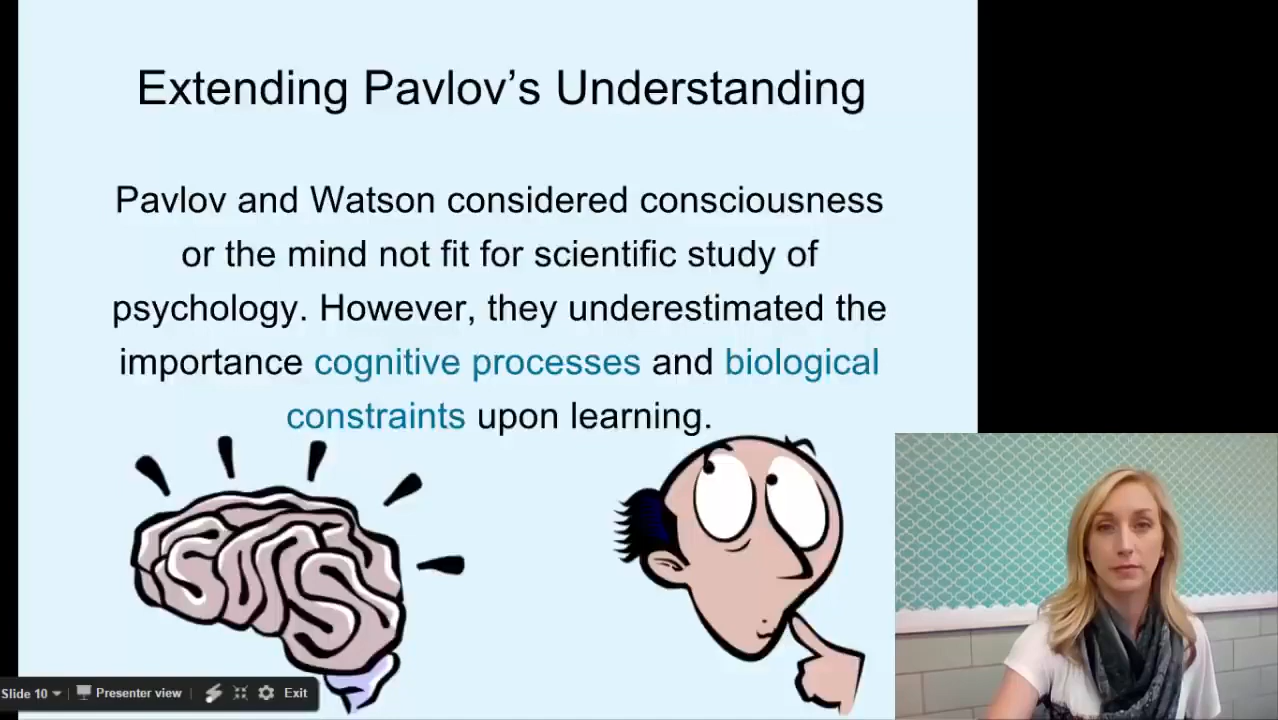 Extending Pavlov's Understanding
Pavlov and Watson considered consciousness
or the mind not fit for scientific study of
psychology. However, they underestimated the
importance cognitive processes and biological
constraints upon learning.
Slide 10 Presenter view Exit